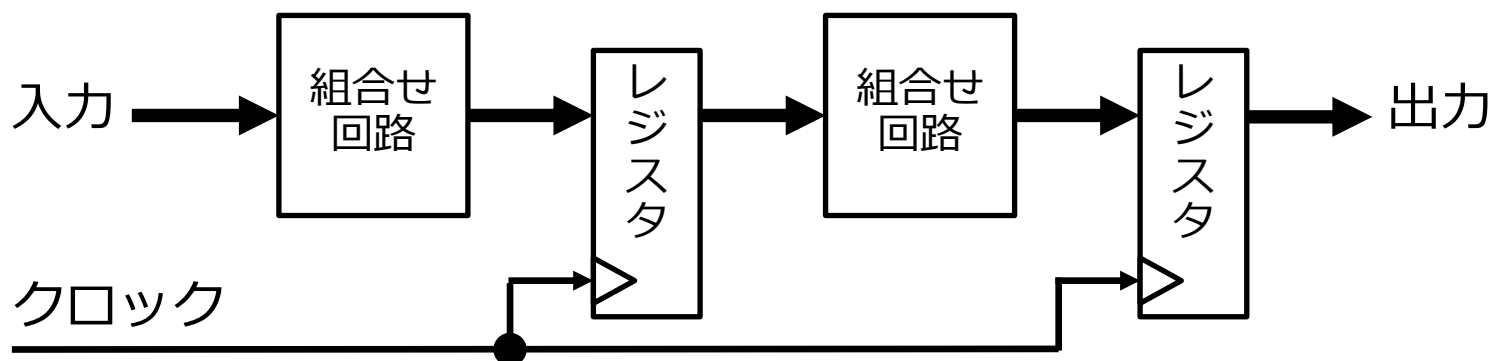 入力
組合せ
回路
レジスタ
組合せ
回路
レジスタ
出力
クロック